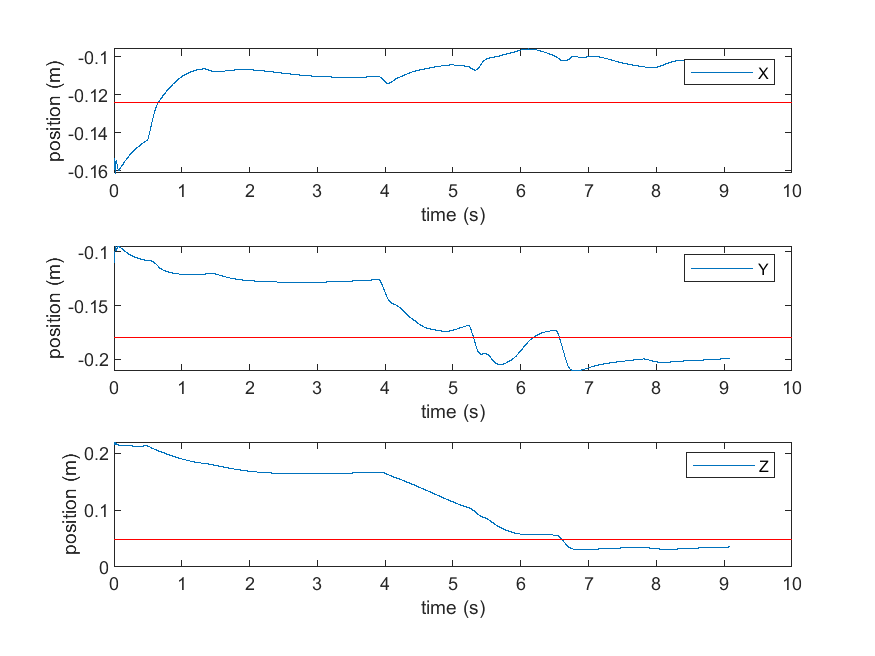 position (m)
-0.1
-0.12
-0.14
-0.16
X
0 1 2 3 4 5 6 7 8 9 10
time (s)
position (m)
-0.1
-0.15
-0.2
Y
0 1 2 3 4 5 6 7 8 9 10
time (s)
position (m)
0.2
0.1
0
Z
0 1 2 3 4 5 6 7 8 9 10
time (s)